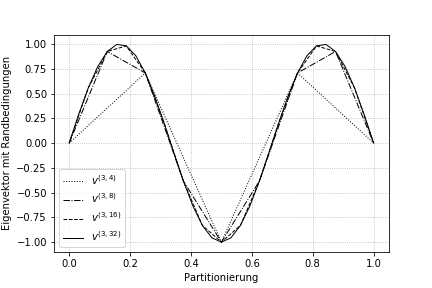 Eigenvektor mit Randbedingungen
1.00
0.75
0.50
0.25
0.00
−0.25
−0.50
−0.75
−1.00
v^(3, 4)
v^(3, 8)
v^(3, 16)
v^(3, 32)
0.0 0.2 0.4 0.6 0.8 1.0
Partitionierung